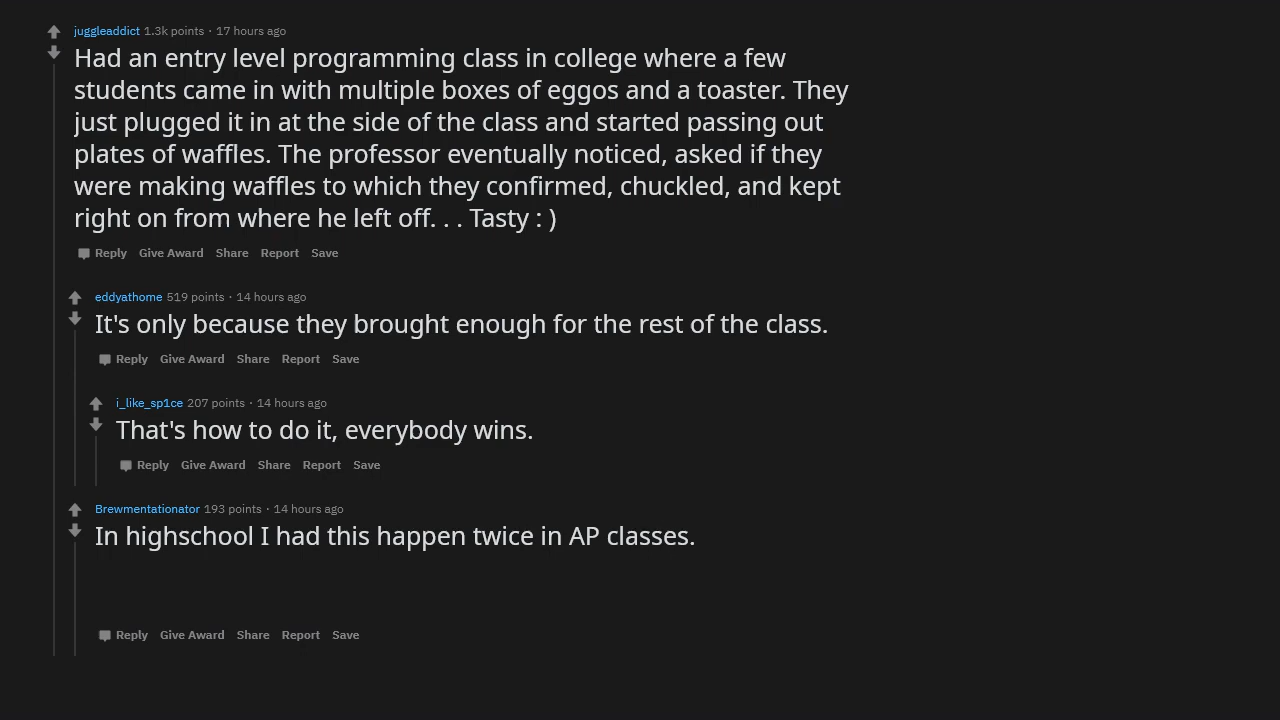 juggleaddict 1.3k points · 17 hours ago
Had an entry level programming class in college where a few
students came in with multiple boxes of eggos and a toaster. They
just plugged it in at the side of the class and started passing out
plates of waffles. The professor eventually noticed, asked if they
were making waffles to which they confirmed, chuckled, and kept
right on from where he left off. . . Tasty : )
Reply Give Award Share Report Save
eddyathome 519 points · 14 hours ago
It's only because they brought enough for the rest of the class.
Reply Give Award Share Report Save
i_like_sp1ce 207 points · 14 hours ago
That's how to do it, everybody wins.
Reply Give Award Share Report Save
Brewmentationator 193 points · 14 hours ago
In highschool I had this happen twice in AP classes.
Reply Give Award Share Report Save